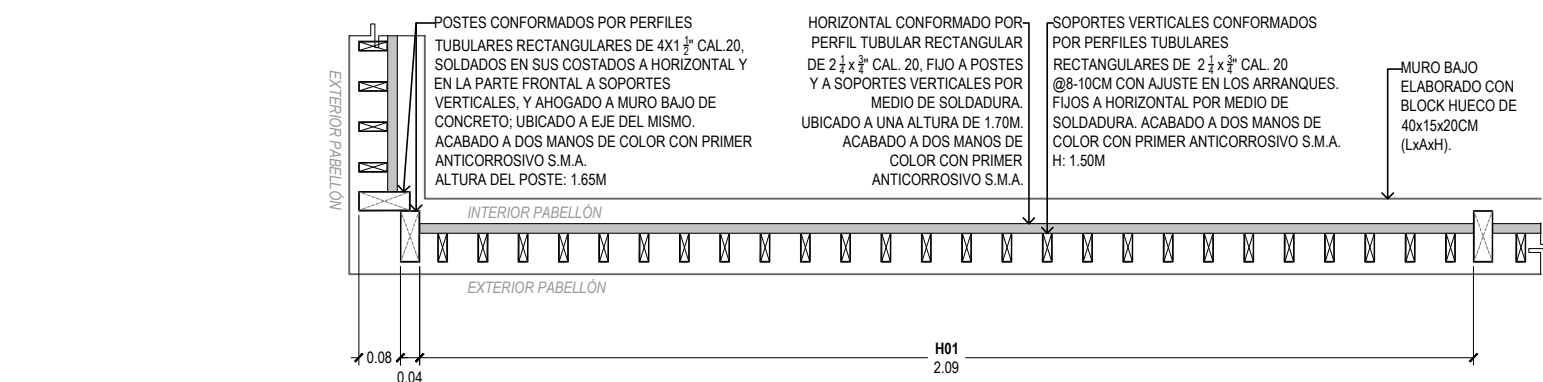 POSTES CONFORMADOS POR PERFILES
TUBULARES RECTANGULARES DE 4X1 1/2" CAL.20,
SOLDADOS EN SUS COSTADOS A HORIZONTAL Y
EN LA PARTE FRONTAL A SOPORTES
VERTICALES, Y AHOGADO A MURO BAJO DE
CONCRETO; UBICADO A EJE DEL MISMO.
ACABADO A DOS MANOS DE COLOR CON PRIMER
ANTICORROSIVO S.M.A.
ALTURA DEL POSTE: 1.65M
HORIZONTAL CONFORMADO POR
PERFIL TUBULAR RECTANGULAR
DE 2 1/4 x 3/4" CAL. 20, FIJO A POSTES
Y A SOPORTES VERTICALES POR
MEDIO DE SOLDADURA.
UBICADO A UNA ALTURA DE 1.70M.
ACABADO A DOS MANOS DE
COLOR CON PRIMER
ANTICORROSIVO S.M.A.
SOPORTES VERTICALES CONFORMADOS
POR PERFILES TUBULARES
RECTANGULARES DE 2 1/4 x 3/4" CAL. 20
@8-10CM CON AJUSTE EN LOS ARRANQUES.
FIJOS A HORIZONTAL POR MEDIO DE
SOLDADURA. ACABADO A DOS MANOS DE
COLOR CON PRIMER ANTICORROSIVO S.M.A.
H: 1.50M
MURO BAJO
ELABORADO CON
BLOCK HUECO DE
40x15x20CM
(LxAxH).
EXTERIOR PABELLÓN
INTERIOR PABELLÓN
EXTERIOR PABELLÓN
0.08
0.04
H01
2.09